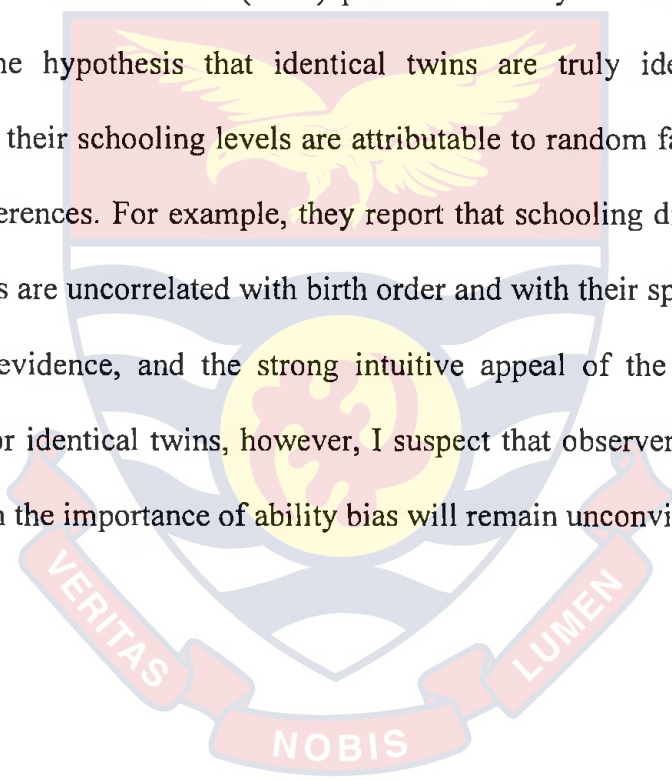 he hypothesis that identical twins are truly ide
their schooling levels are attributable to random fa
erences. For example, they report that schooling d
s are uncorrelated with birth order and with their sp
evidence, and the strong intuitive appeal of the
or identical twins, however, I suspect that observer
n the importance of ability bias will remain unconvi
VERITAS
NOBIS
LUMEN